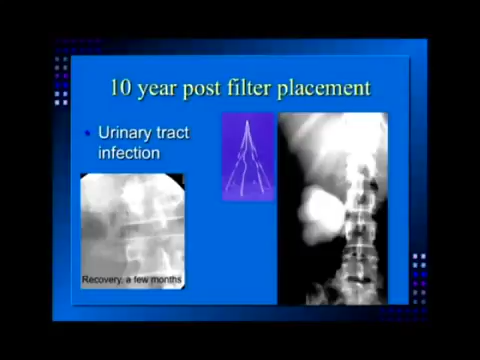 10 year post filter placement
• Urinary tract
infection
Recovery, a few months